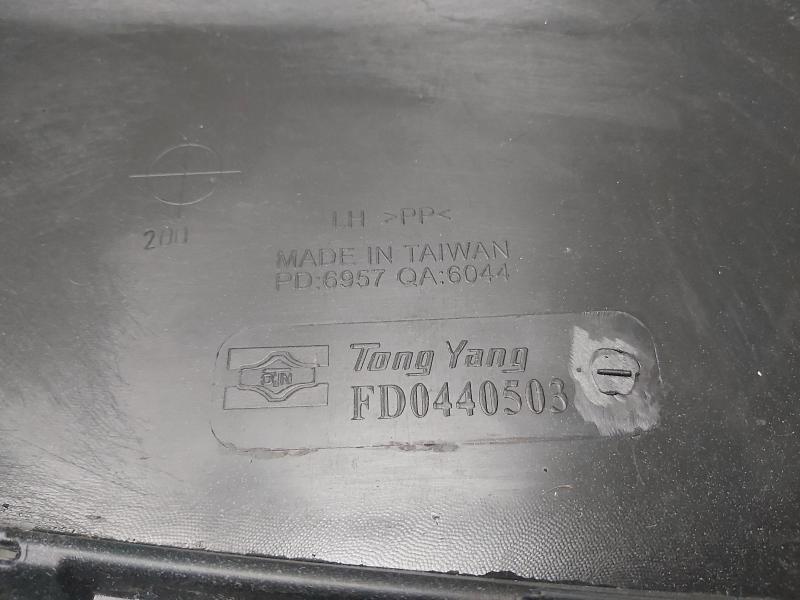 LH >PP<
200
MADE IN TAIWAN
PD:6957 QA:6044
Tong Yang
FD0440503